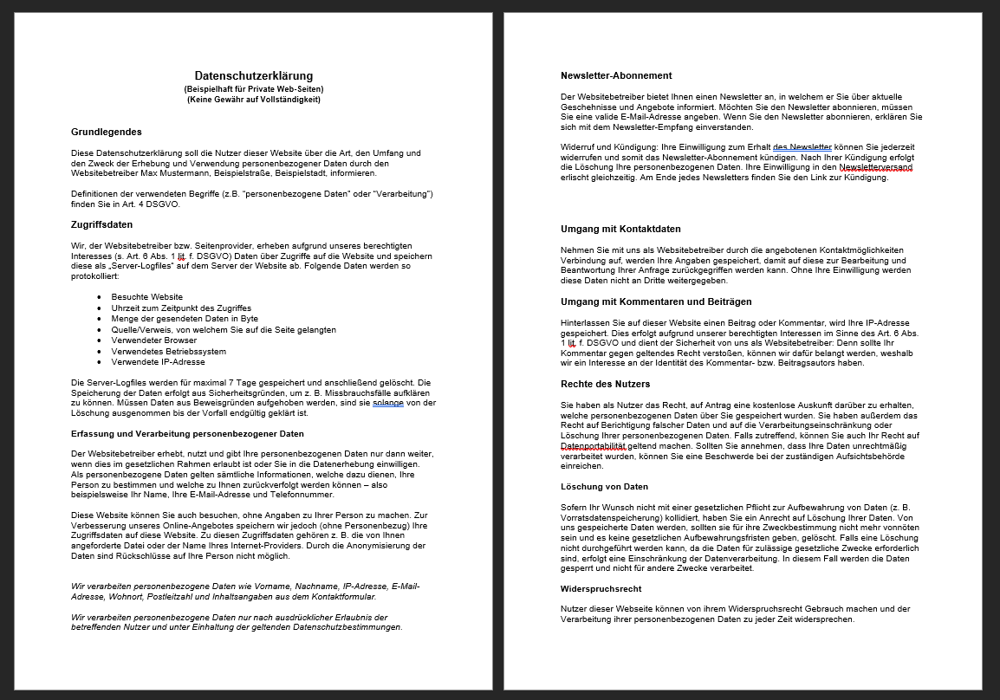 Datenschutzerklärung
(Beispielhaft für Private Web-Seiten)
(Keine Gewähr auf Vollständigkeit)
Grundlegendes
Diese Datenschutzerklärung soll die Nutzer dieser Website über die Art, den Umfang und
den Zweck der Erhebung und Verwendung personenbezogener Daten durch den
Websitebetreiber Max Mustermann, Beispielstraße, Beispielstadt, informieren.
Definitionen der verwendeten Begriffe (z.B. “personenbezogene Daten” oder “Verarbeitung”)
finden Sie in Art. 4 DSGVO.
Zugriffsdaten
Wir, der Websitebetreiber bzw. Seitenprovider, erheben aufgrund unseres berechtigten
Interesses (s. Art. 6 Abs. 1 lit. f. DSGVO) Daten über Zugriffe auf die Website und speichern
diese als „Server-Logfiles“ auf dem Server der Website ab. Folgende Daten werden so
protokolliert:
• Besuchte Website
• Uhrzeit zum Zeitpunkt des Zugriffes
• Menge der gesendeten Daten in Byte
• Quelle/Verweis, von welchem Sie auf die Seite gelangten
• Verwendeter Browser
• Verwendetes Betriebssystem
• Verwendete IP-Adresse
Die Server-Logfiles werden für maximal 7 Tage gespeichert und anschließend gelöscht. Die
Speicherung der Daten erfolgt aus Sicherheitsgründen, um z. B. Missbrauchsfälle aufklären
zu können. Müssen Daten aus Beweisgründen aufgehoben werden, sind sie solange von der
Löschung ausgenommen bis der Vorfall endgültig geklärt ist.
Erfassung und Verarbeitung personenbezogener Daten
Der Websitebetreiber erhebt, nutzt und gibt Ihre personenbezogenen Daten nur dann weiter,
wenn dies im gesetzlichen Rahmen erlaubt ist oder Sie in die Datenerhebung einwilligen.
Als personenbezogene Daten gelten sämtliche Informationen, welche dazu dienen, Ihre
Person zu bestimmen und welche zu Ihnen zurückverfolgt werden können – also
beispielsweise Ihr Name, Ihre E-Mail-Adresse und Telefonnummer.
Diese Website können Sie auch besuchen, ohne Angaben zu Ihrer Person zu machen. Zur
Verbesserung unseres Online-Angebotes speichern wir jedoch (ohne Personenbezug) Ihre
Zugriffsdaten auf diese Website. Zu diesen Zugriffsdaten gehören z. B. die von Ihnen
angeforderte Datei oder der Name Ihres Internet-Providers. Durch die Anonymisierung der
Daten sind Rückschlüsse auf Ihre Person nicht möglich.
Wir verarbeiten personenbezogene Daten wie Vorname, Nachname, IP-Adresse, E-Mail-
Adresse, Wohnort, Postleitzahl und Inhaltsangaben aus dem Kontaktformular.
Wir verarbeiten personenbezogene Daten nur nach ausdrücklicher Erlaubnis der
betreffenden Nutzer und unter Einhaltung der geltenden Datenschutzbestimmungen.
Newsletter-Abonnement
Der Websitebetreiber bietet Ihnen einen Newsletter an, in welchem er Sie über aktuelle
Geschehnisse und Angebote informiert. Möchten Sie den Newsletter abonnieren, müssen
Sie eine valide E-Mail-Adresse angeben. Wenn Sie den Newsletter abonnieren, erklären Sie
sich mit dem Newsletter-Empfang einverstanden.
Widerruf und Kündigung: Ihre Einwilligung zum Erhalt des Newsletter können Sie jederzeit
widerrufen und somit das Newsletter-Abonnement kündigen. Nach Ihrer Kündigung erfolgt
die Löschung Ihre personenbezogenen Daten. Ihre Einwilligung in den Newsletterversand
erlischt gleichzeitig. Am Ende jedes Newsletters finden Sie den Link zur Kündigung.
Umgang mit Kontaktdaten
Nehmen Sie mit uns als Websitebetreiber durch die angebotenen Kontaktmöglichkeiten
Verbindung auf, werden Ihre Angaben gespeichert, damit auf diese zur Bearbeitung und
Beantwortung Ihrer Anfrage zurückgegriffen werden kann. Ohne Ihre Einwilligung werden
diese Daten nicht an Dritte weitergegeben.
Umgang mit Kommentaren und Beiträgen
Hinterlassen Sie auf dieser Website einen Beitrag oder Kommentar, wird Ihre IP-Adresse
gespeichert. Dies erfolgt aufgrund unserer berechtigten Interessen im Sinne des Art. 6 Abs.
1 lit. f. DSGVO und dient der Sicherheit von uns als Websitebetreiber: Denn sollte Ihr
Kommentar gegen geltendes Recht verstoßen, können wir dafür belangt werden, weshalb
wir ein Interesse an der Identität des Kommentar- bzw. Beitragsautors haben.
Rechte des Nutzers
Sie haben als Nutzer das Recht, auf Antrag eine kostenlose Auskunft darüber zu erhalten,
welche personenbezogenen Daten über Sie gespeichert wurden. Sie haben außerdem das
Recht auf Berichtigung falscher Daten und auf die Verarbeitungseinschränkung oder
Löschung Ihrer personenbezogenen Daten. Falls zutreffend, können Sie auch Ihr Recht auf
Datenportabilität geltend machen. Sollten Sie annehmen, dass Ihre Daten unrechtmäßig
verarbeitet wurden, können Sie eine Beschwerde bei der zuständigen Aufsichtsbehörde
einreichen.
Löschung von Daten
Sofern Ihr Wunsch nicht mit einer gesetzlichen Pflicht zur Aufbewahrung von Daten (z. B.
Vorratsdatenspeicherung) kollidiert, haben Sie ein Anrecht auf Löschung Ihrer Daten. Von
uns gespeicherte Daten werden, sollten sie für ihre Zweckbestimmung nicht mehr vonnöten
sein und es keine gesetzlichen Aufbewahrungsfristen geben, gelöscht. Falls eine Löschung
nicht durchgeführt werden kann, da die Daten für zulässige gesetzliche Zwecke erforderlich
sind, erfolgt eine Einschränkung der Datenverarbeitung. In diesem Fall werden die Daten
gesperrt und nicht für andere Zwecke verarbeitet.
Widerspruchsrecht
Nutzer dieser Webseite können von ihrem Widerspruchsrecht Gebrauch machen und der
Verarbeitung ihrer personenbezogenen Daten zu jeder Zeit widersprechen.